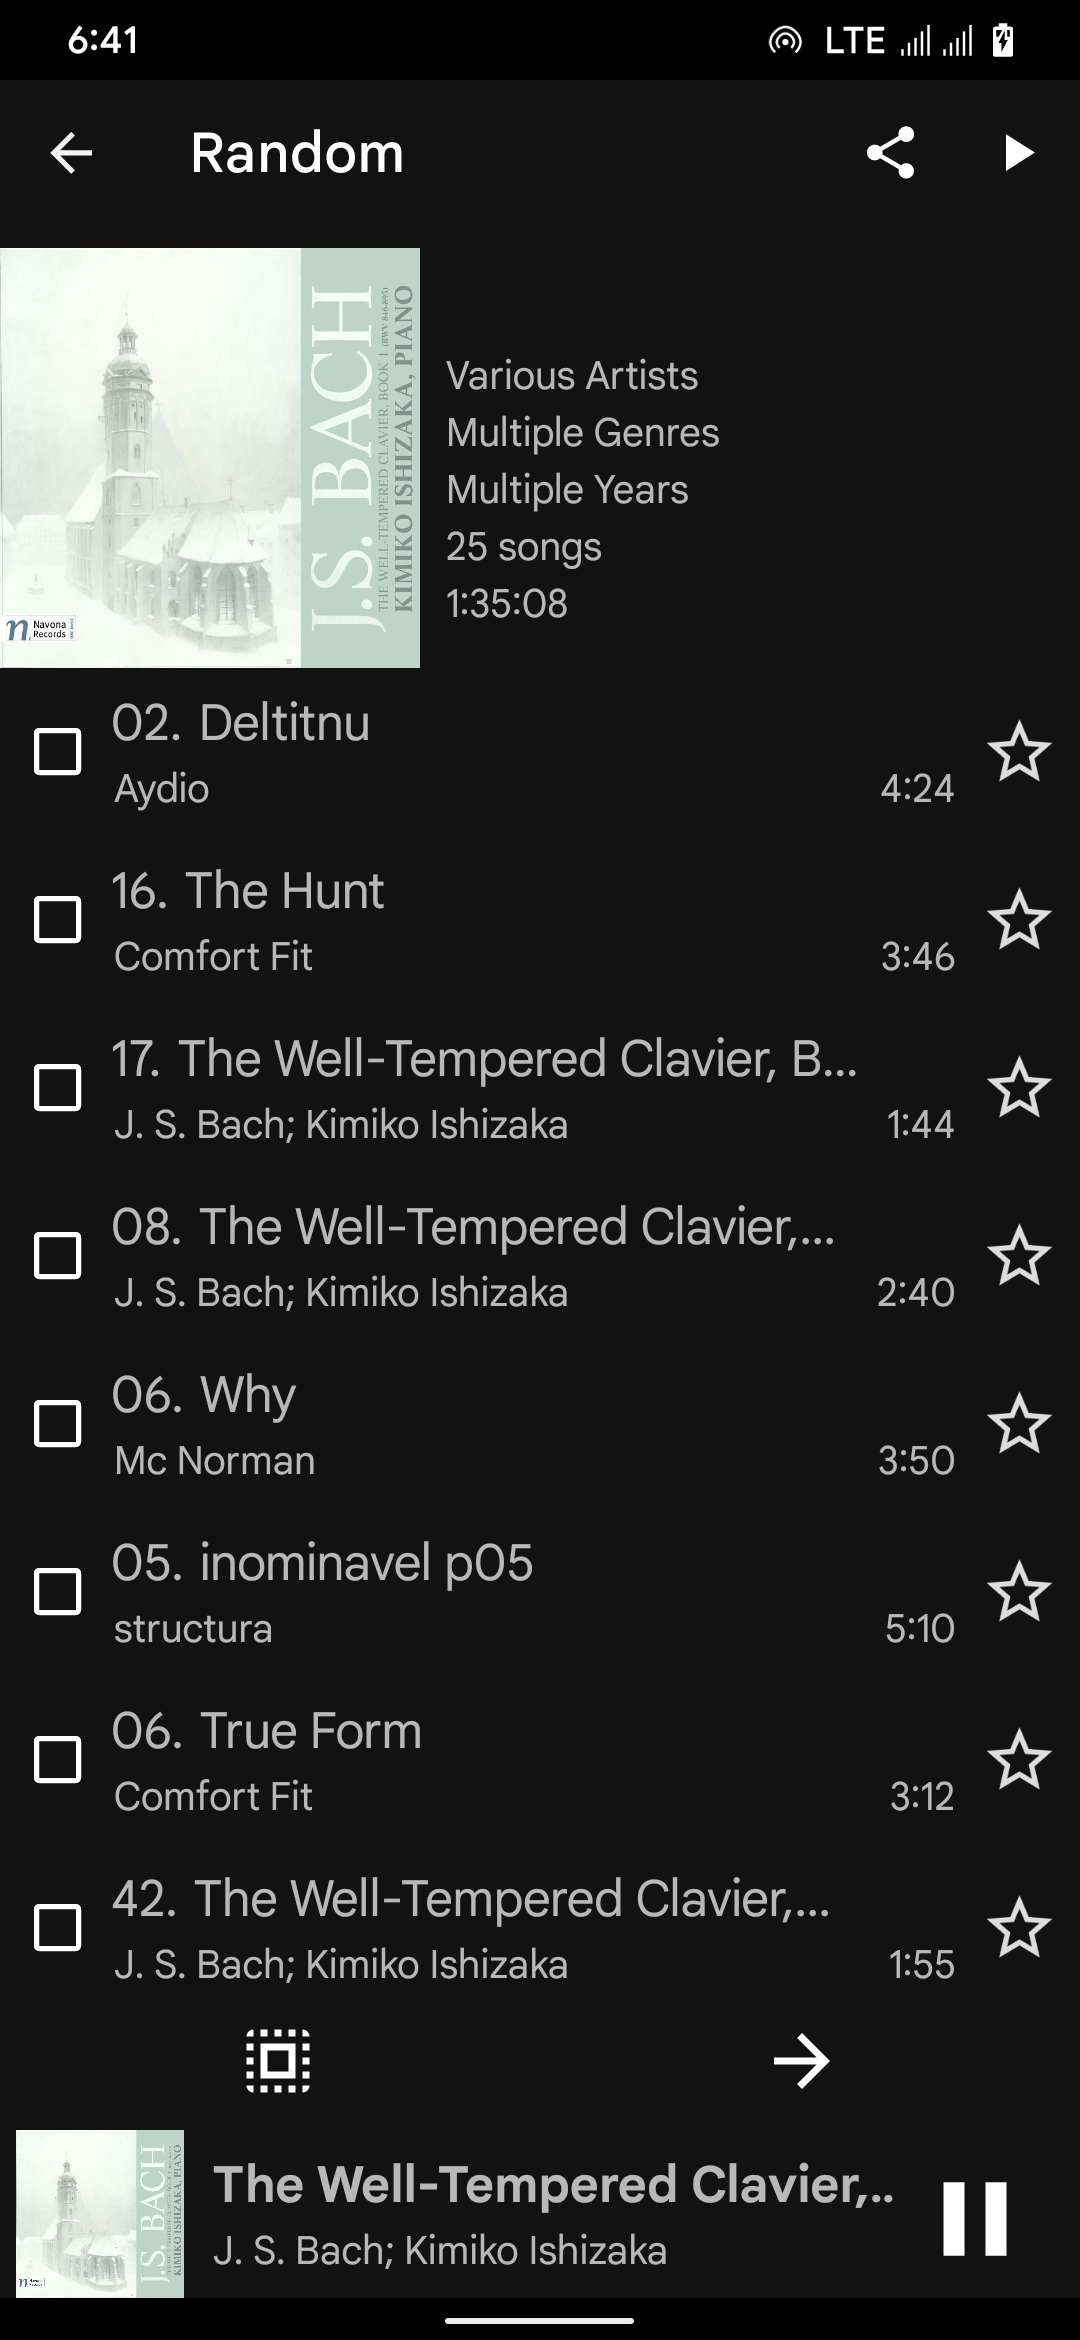 6:41
LTE
Random
J.S. BACH
THE WELL-TEMPERED CLAVIER, BOOK 1 (BWV 846-893)
KIMIKO ISHIZAKA, PIANO
n Navona
Records
Various Artists
Multiple Genres
Multiple Years
25 songs
1:35:08
02. Deltitnu
Aydio 4:24
16. The Hunt
Comfort Fit 3:46
17. The Well-Tempered Clavier, B...
J. S. Bach; Kimiko Ishizaka 1:44
08. The Well-Tempered Clavier,...
J. S. Bach; Kimiko Ishizaka 2:40
06. Why
Mc Norman 3:50
05. inominavel p05
structura 5:10
06. True Form
Comfort Fit 3:12
42. The Well-Tempered Clavier,...
J. S. Bach; Kimiko Ishizaka 1:55
J.S. BACH
KIMIKO ISHIZAKA, PIANO
The Well-Tempered Clavier,..
J. S. Bach; Kimiko Ishizaka